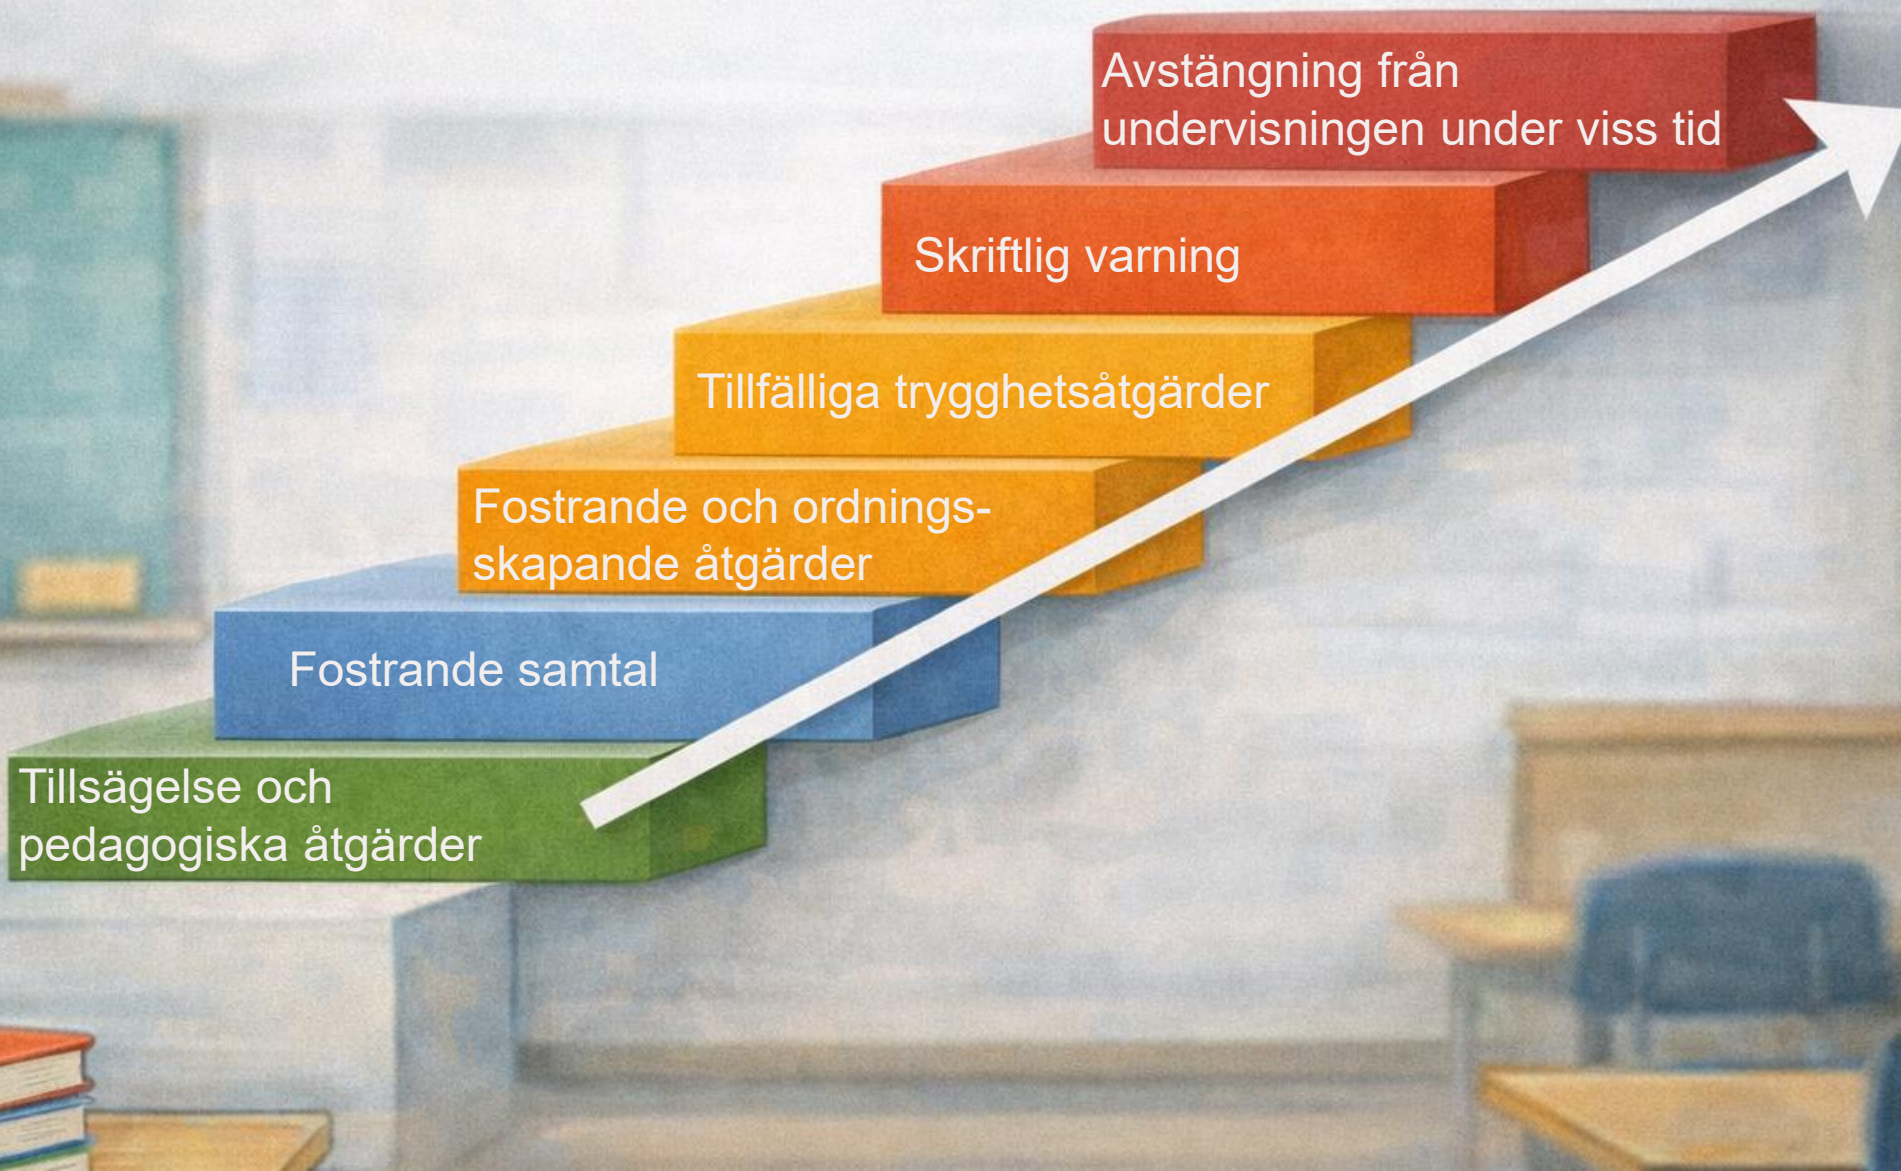 Avstängning från
undervisningen under viss tid
Skriftlig varning
Tillfälliga trygghetsåtgärder
Fostrande och ordnings-
skapande åtgärder
Fostrande samtal
Tillsägelse och
pedagogiska åtgärder